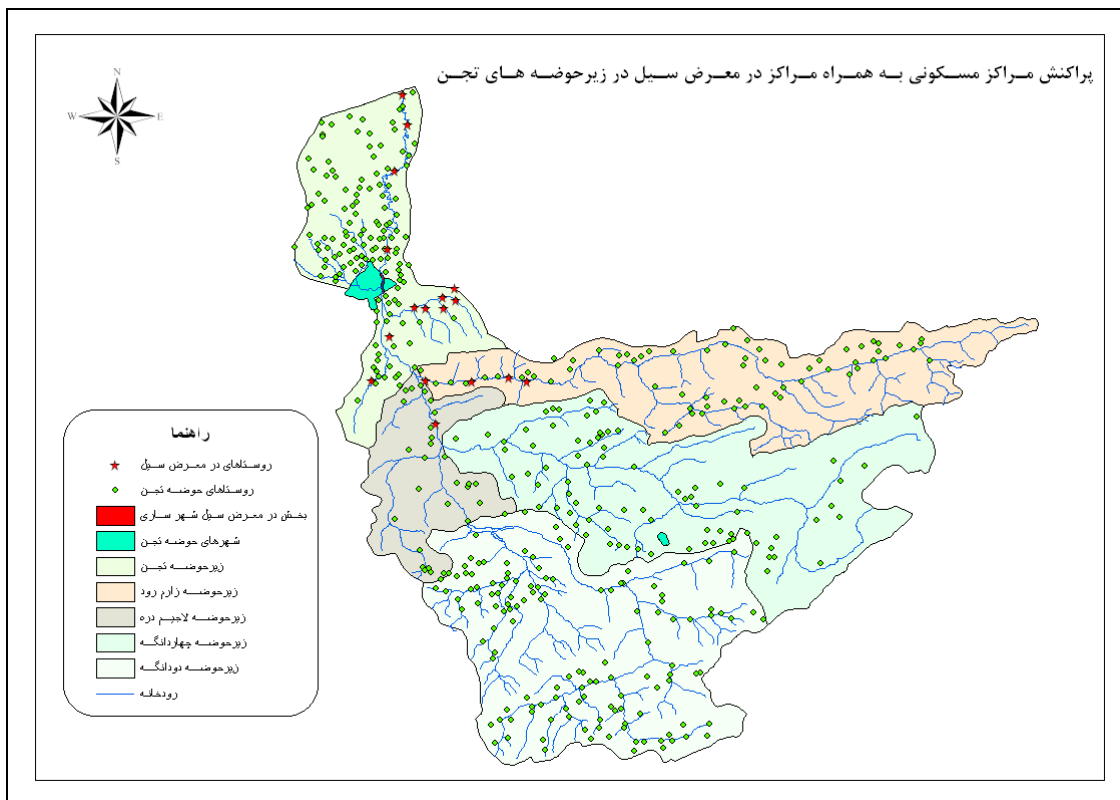 پراکنش مراکز مسکونی به همراه مراکز در معرض سیل در زیرحوضه های تجن
N
W
E
S
راهنما
روستاهای در معرض سیل
روستاهای حوضه تجن
بخش در معرض سیل شهر ساری
شهرهای حوضه تجن
زیرحوضه تجن
زیرحوضه زارم رود
زیرحوضه لاجیم دره
زیرحوضه چهاردانگه
زیرحوضه دودانگه
رودخانه